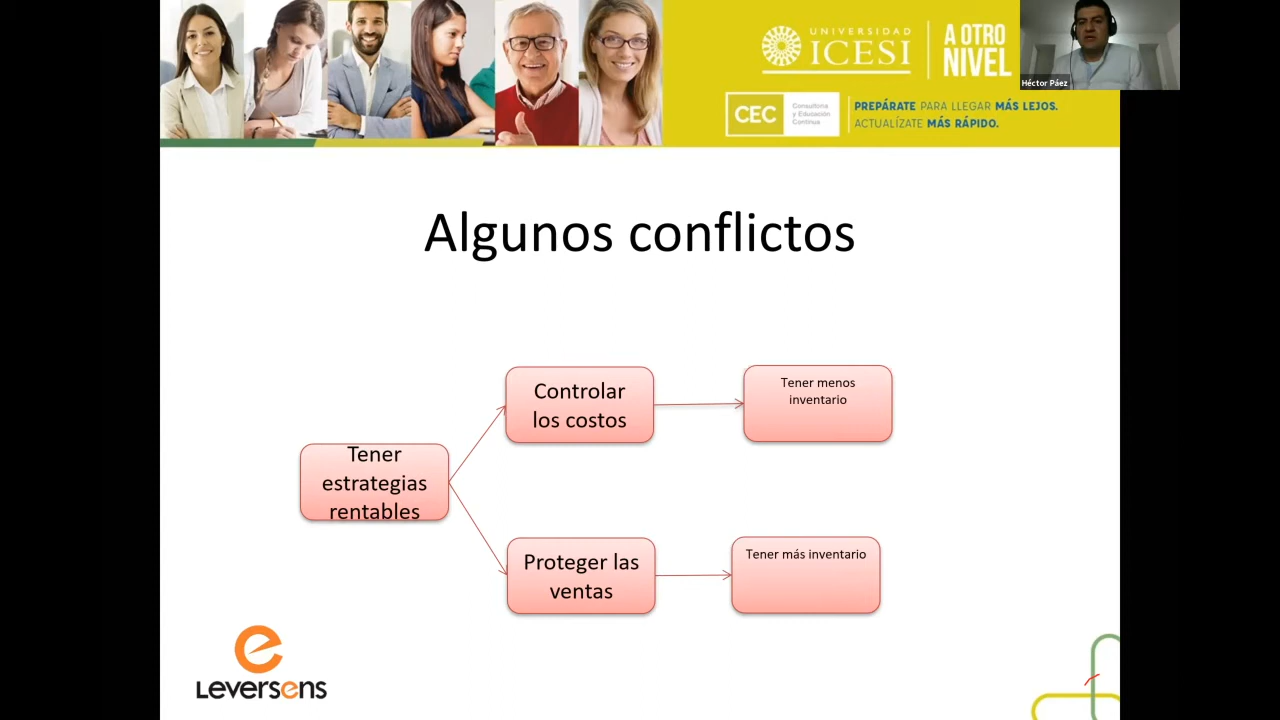 UNIVERSIDAD
ICESI
A OTRO
NIVEL
Héctor Páez
CEC
Consultoría
y Educación
Continua
PREPÁRATE PARA LLEGAR MÁS LEJOS.
ACTUALÍZATE MÁS RÁPIDO.
Algunos conflictos
Controlar
los costos
Tener menos
inventario
Tener
estrategias
rentables
Proteger las
ventas
Tener más inventario
Leversens